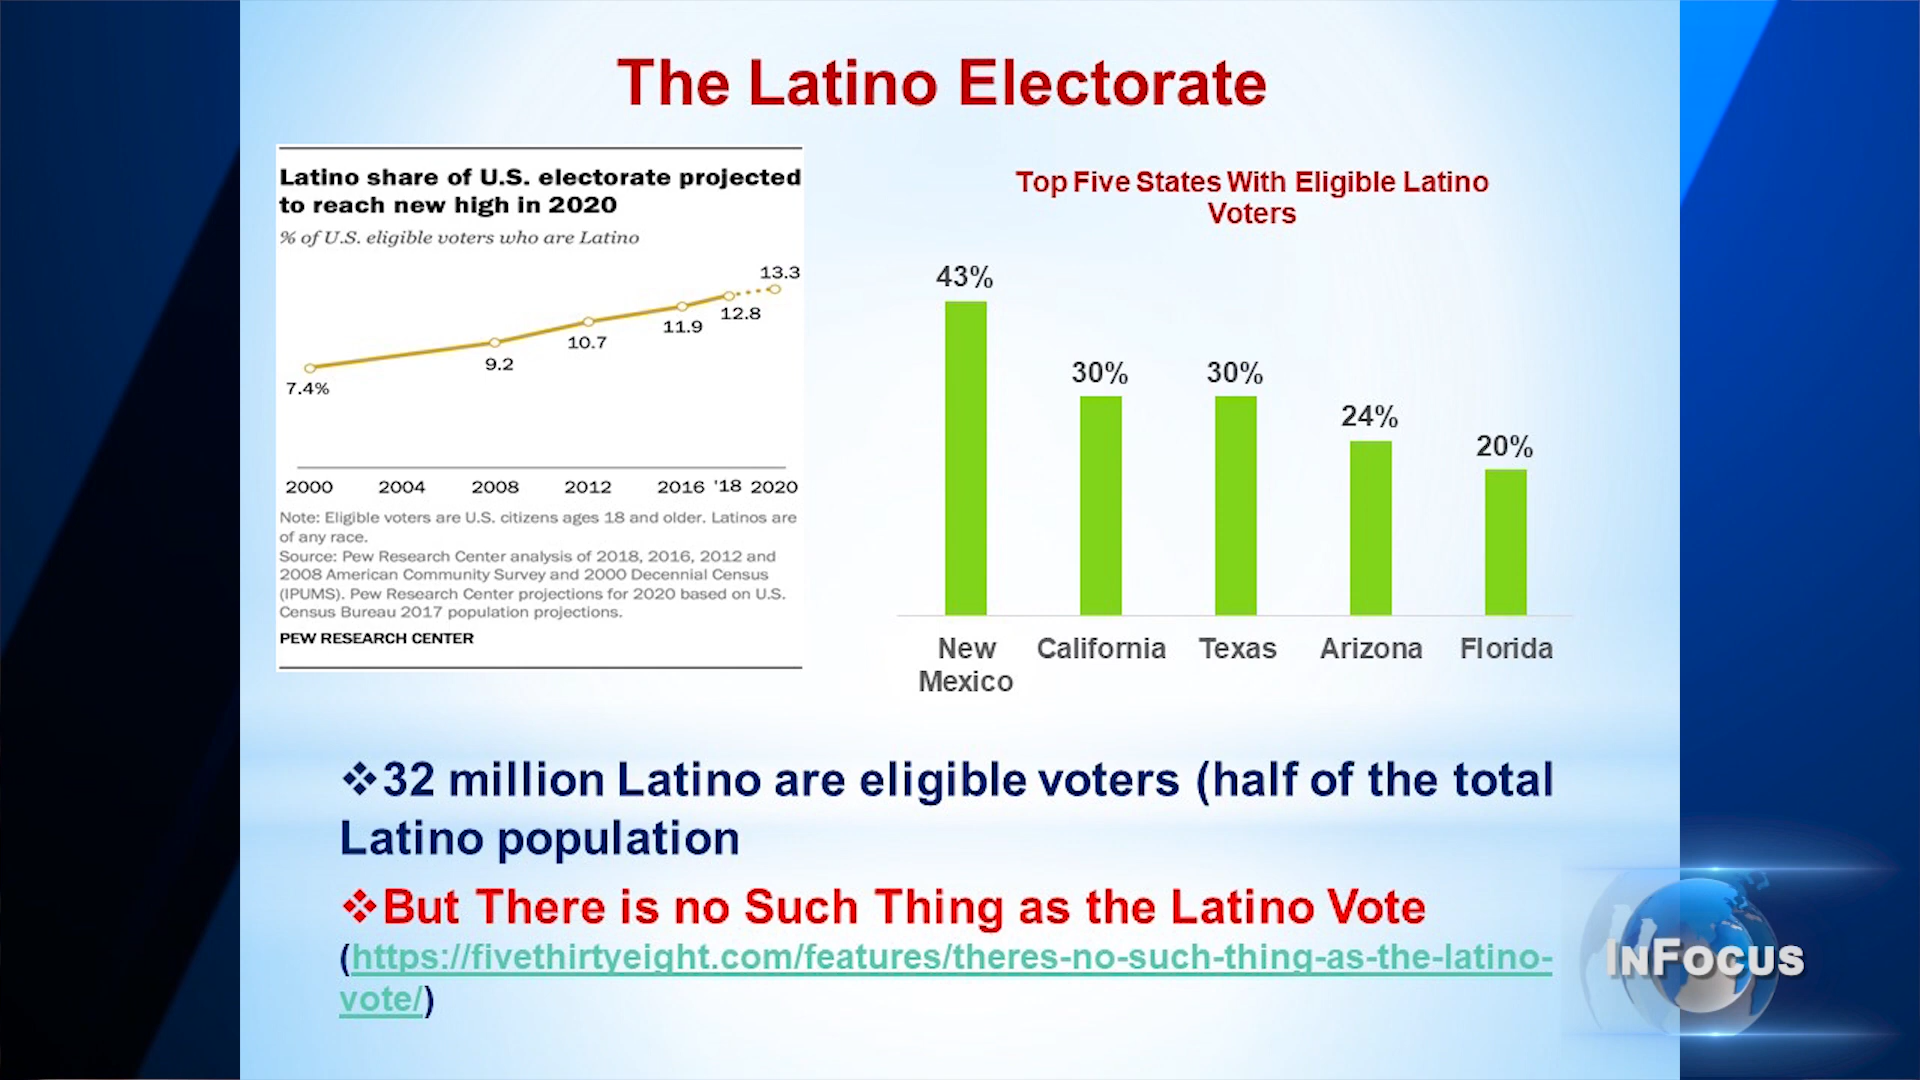 The Latino Electorate
Latino share of U.S. electorate projected
to reach new high in 2020
% of U.S. eligible voters who are Latino
13.3
12.8
11.9
10.7
9.2
7.4%
2000 2004 2008 2012 2016 '18 2020
Note: Eligible voters are U.S. citizens ages 18 and older. Latinos are
of any race.
Source: Pew Research Center analysis of 2018, 2016, 2012 and
2008 American Community Survey and 2000 Decennial Census
(IPUMS). Pew Research Center projections for 2020 based on U.S.
Census Bureau 2017 population projections.
PEW RESEARCH CENTER
Top Five States With Eligible Latino
Voters
43%
30%
30%
24%
20%
New
Mexico
California
Texas
Arizona
Florida
❖32 million Latino are eligible voters (half of the total
Latino population
❖But There is no Such Thing as the Latino Vote
(https://fivethirtyeight.com/features/theres-no-such-thing-as-the-latino-
vote/)
INFOCUS